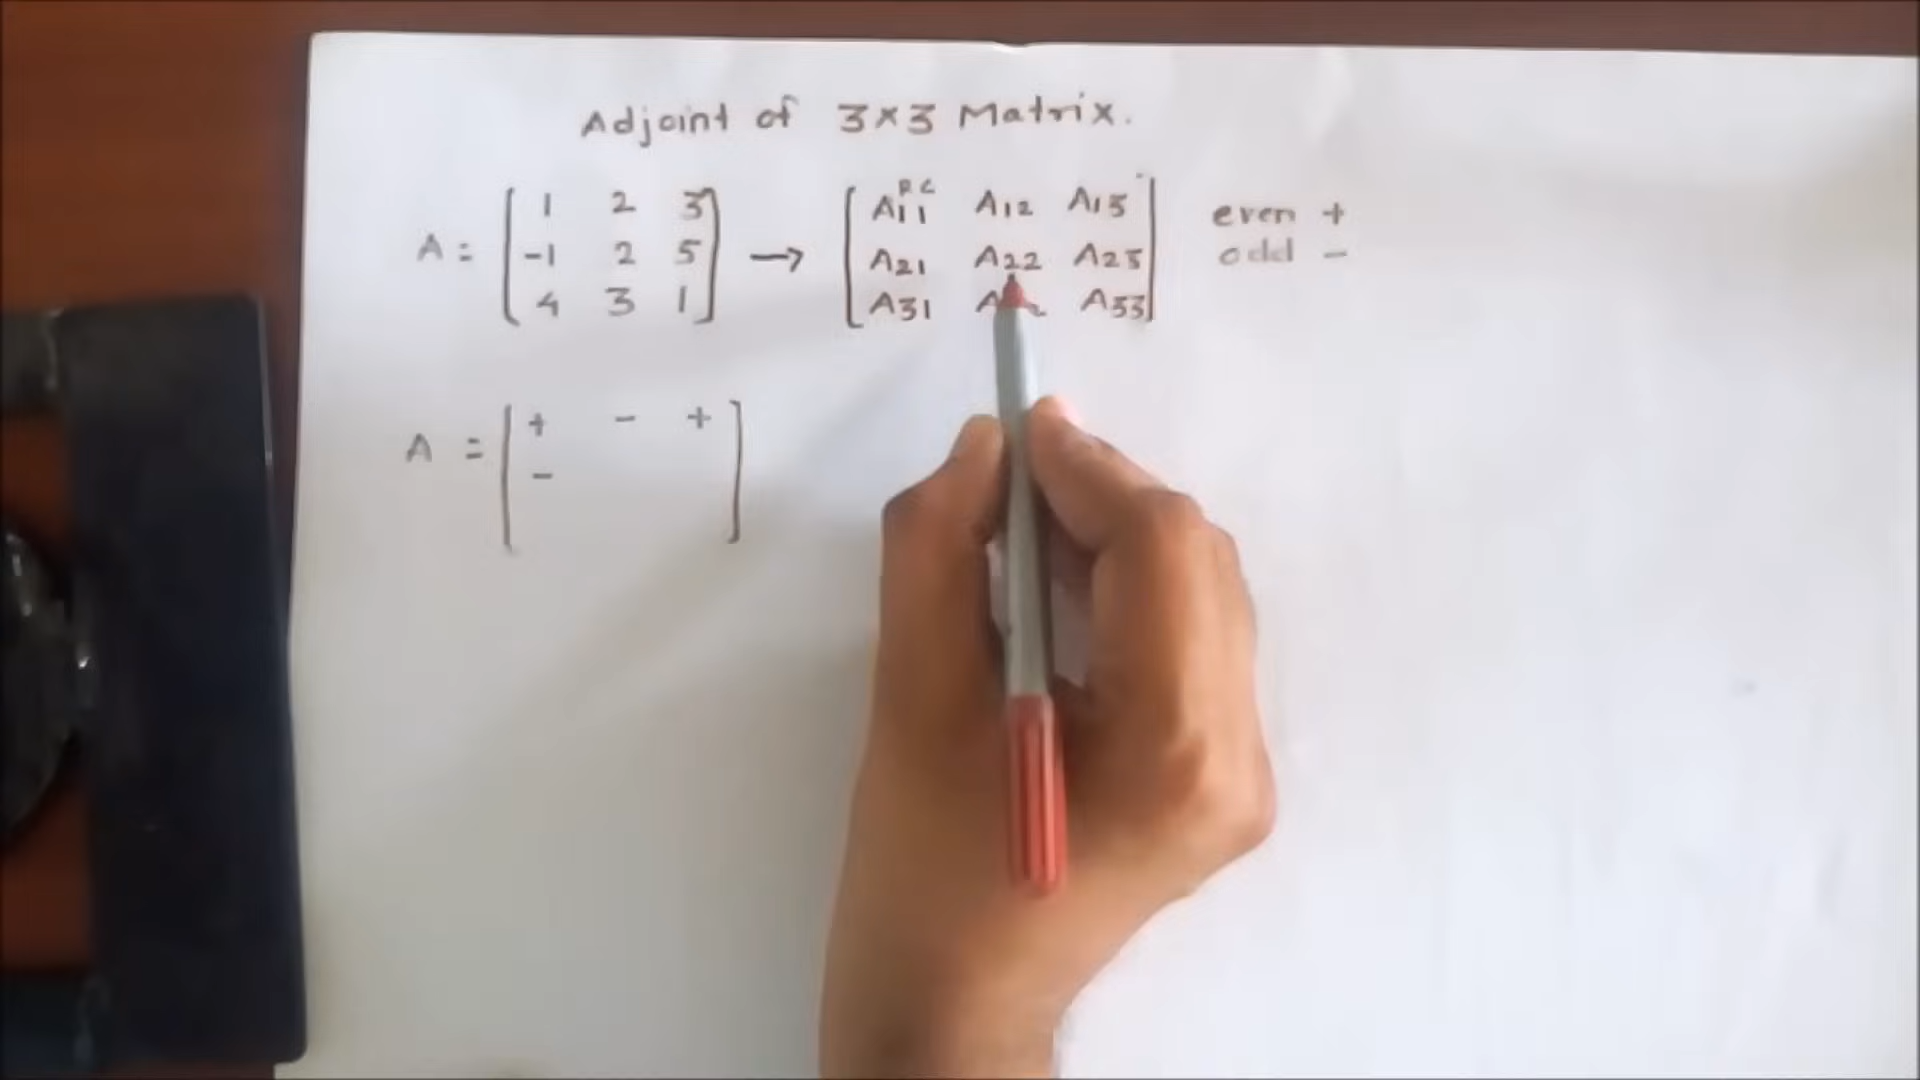 Adjoint of 3×3 Matrix.
A = [ 1 2 3 ] → [ A11 RC A12 A13 ] even +
-1 2 5 A21 A22 A23 odd -
4 3 1 A31 A33
A = [ + - + ]
-